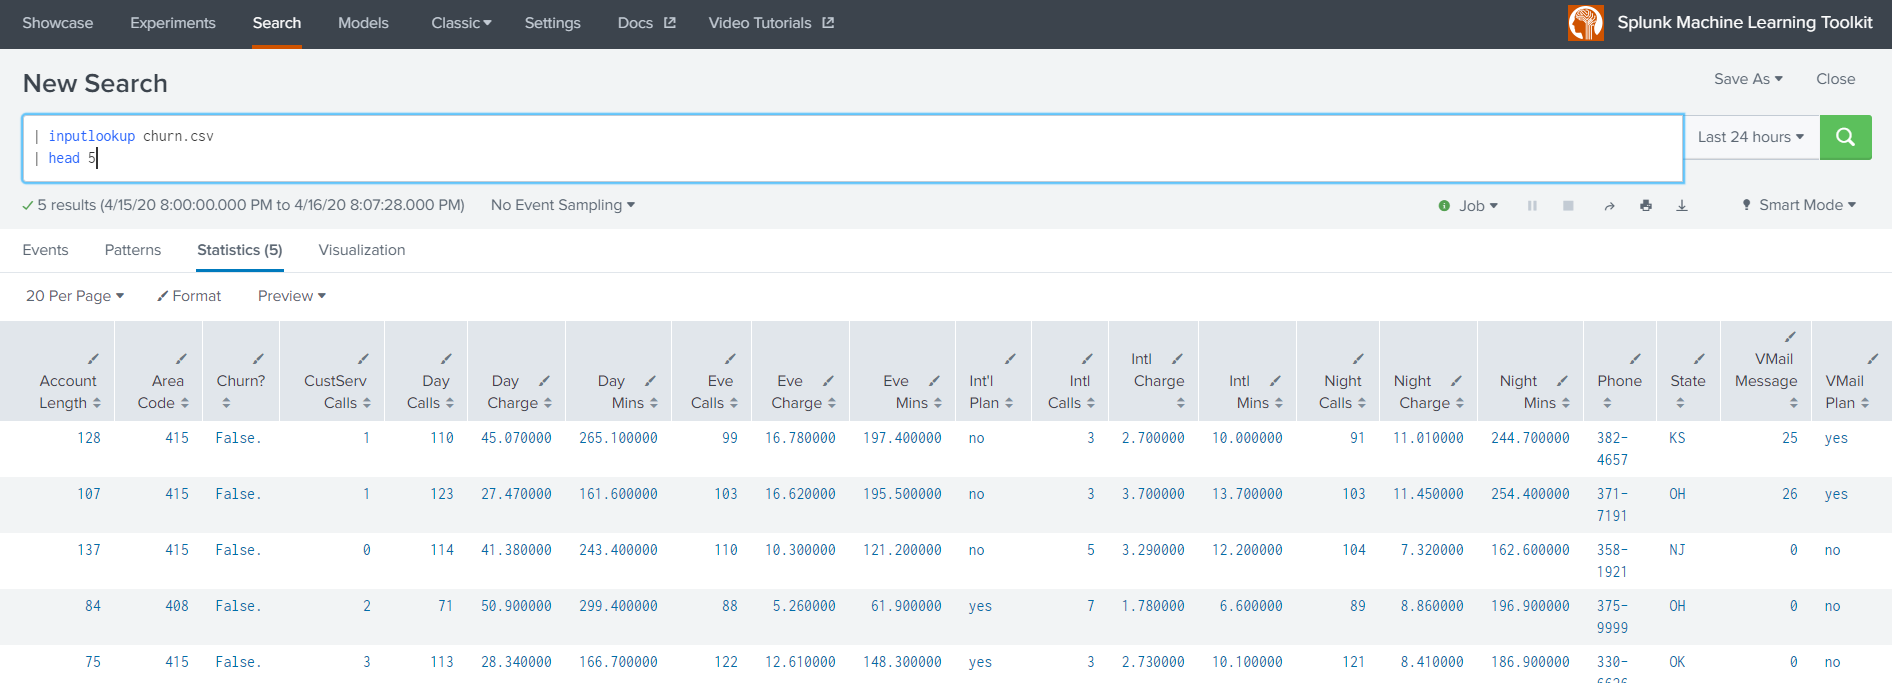 Showcase Experiments Search Models Classic Settings Docs Video Tutorials Splunk Machine Learning Toolkit
New Search Save As Close
| inputlookup churn.csv
| head 5
Last 24 hours
5 results (4/15/20 8:00:00.000 PM to 4/16/20 8:07:28.000 PM) No Event Sampling Job Smart Mode
Events Patterns Statistics (5) Visualization
20 Per Page Format Preview
Account Length Area Code Churn? CustServ Calls Day Calls Day Charge Day Mins Eve Calls Eve Charge Eve Mins Int'l Plan Intl Calls Intl Charge Intl Mins Night Calls Night Charge Night Mins Phone State VMail Message VMail Plan
128 415 False. 1 110 45.070000 265.100000 99 16.780000 197.400000 no 3 2.700000 10.000000 91 11.010000 244.700000 382-4657 KS 25 yes
107 415 False. 1 123 27.470000 161.600000 103 16.620000 195.500000 no 3 3.700000 13.700000 103 11.450000 254.400000 371-7191 OH 26 yes
137 415 False. 0 114 41.380000 243.400000 110 10.300000 121.200000 no 5 3.290000 12.200000 104 7.320000 162.600000 358-1921 NJ 0 no
84 408 False. 2 71 50.900000 299.400000 88 5.260000 61.900000 yes 7 1.780000 6.600000 89 8.860000 196.900000 375-9999 OH 0 no
75 415 False. 3 113 28.340000 166.700000 122 12.610000 148.300000 yes 3 2.730000 10.100000 121 8.410000 186.900000 330- OK 0 no